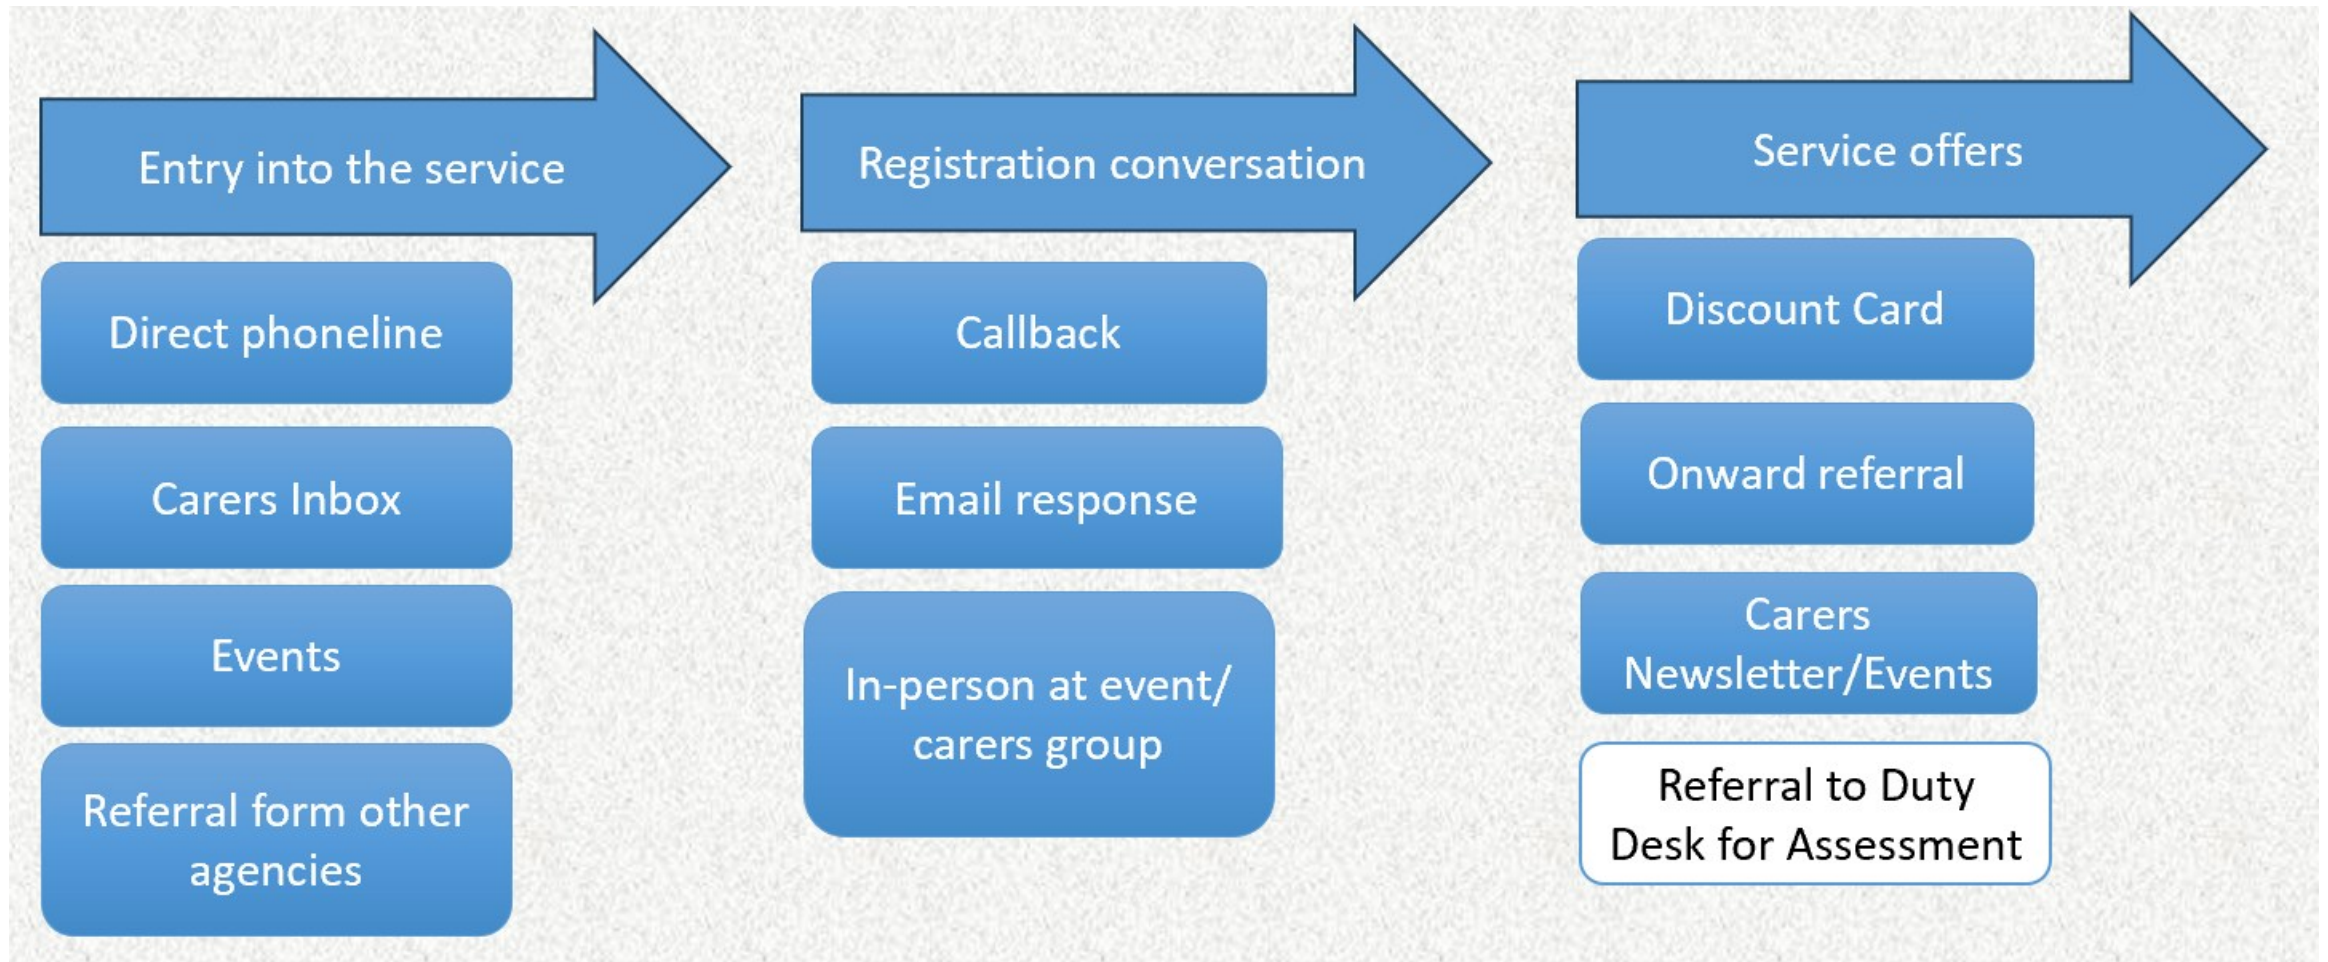 Entry into the service
Direct phoneline
Carers Inbox
Events
Referral form other
agencies
Registration conversation
Callback
Email response
In-person at event/
carers group
Service offers
Discount Card
Onward referral
Carers
Newsletter/Events
Referral to Duty
Desk for Assessment